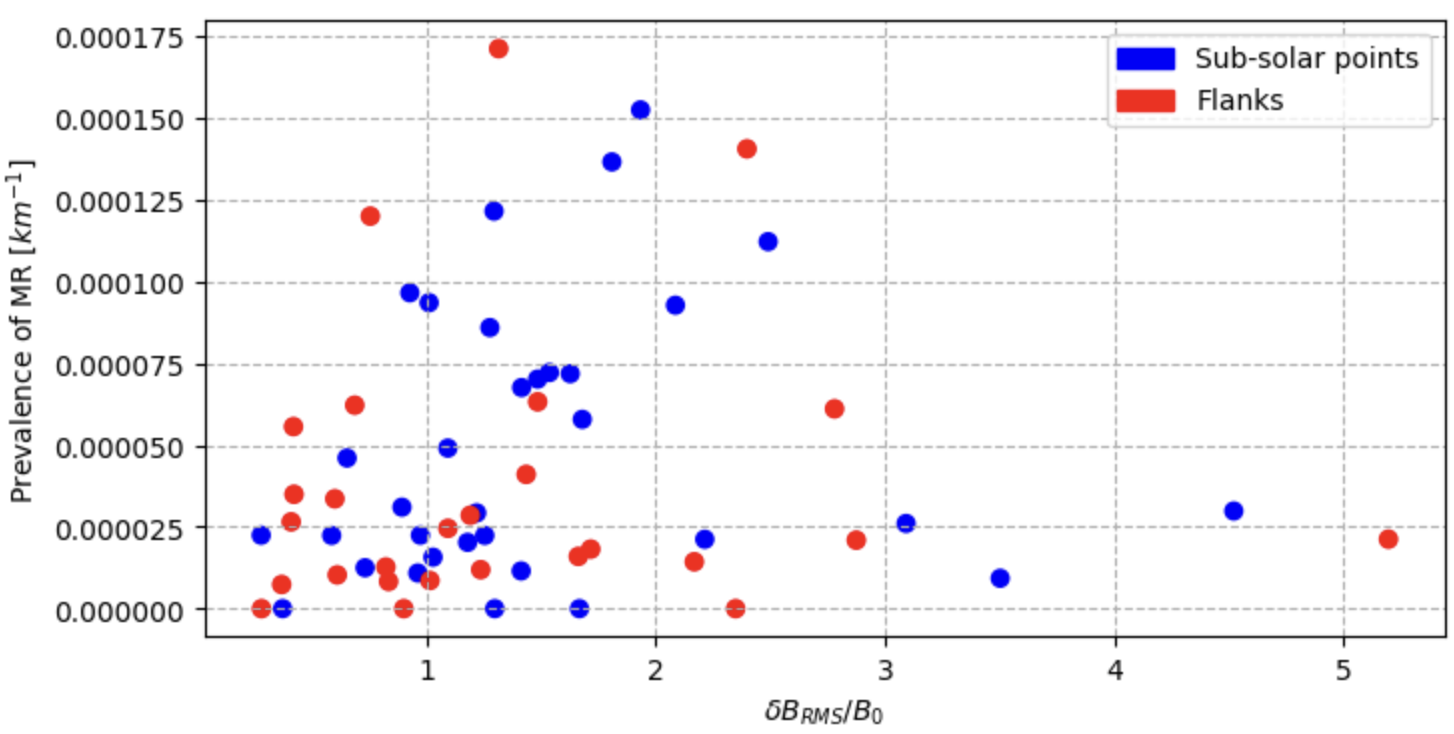 0.000175
0.000150
0.000125
0.000100
0.000075
0.000050
0.000025
0.000000
Prevalence of MR [km⁻¹]
Sub-solar points
Flanks
1 2 3 4 5
δB_RMS/B_0